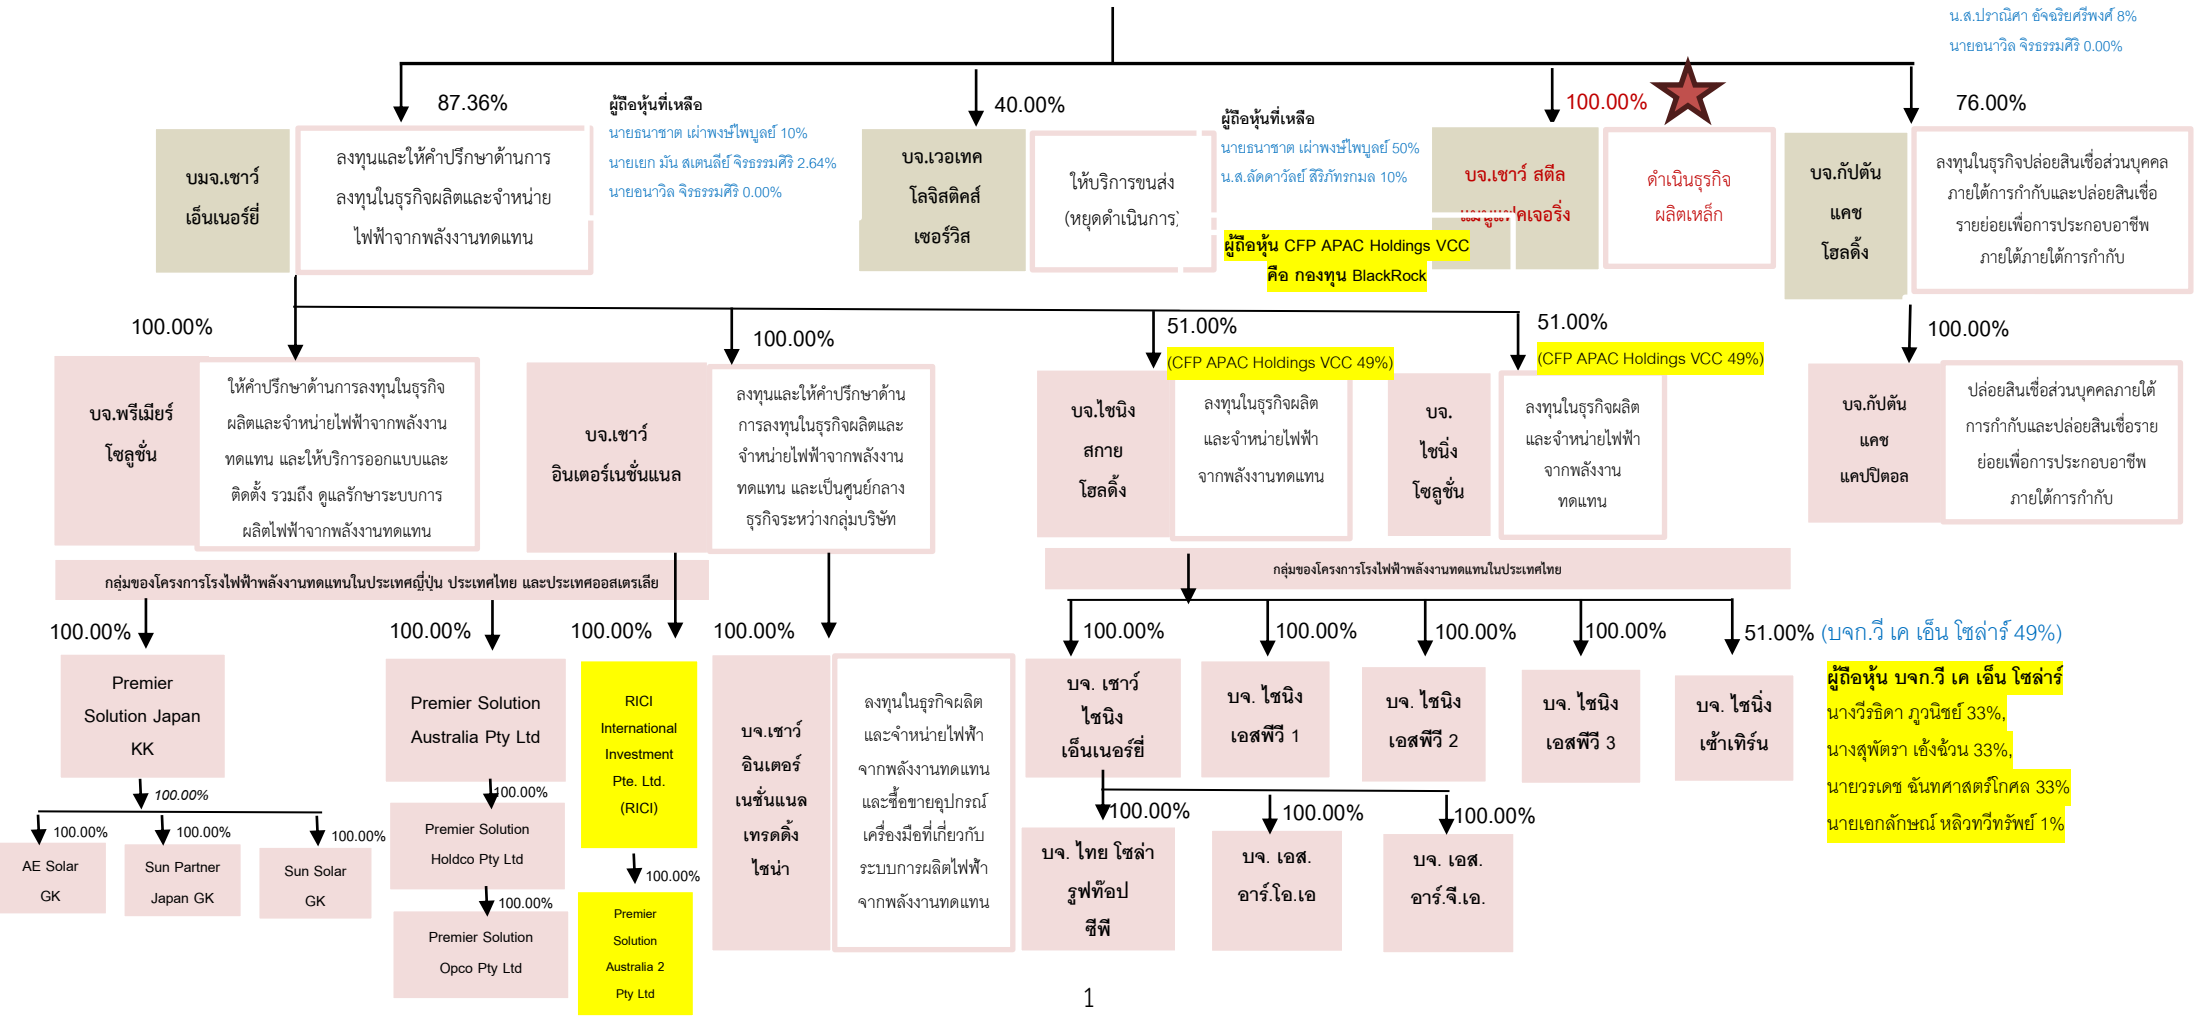 น.ส.ปราณิศา อัจฉริยศรีพงศ์ 8%
นายอนาวิล จิรธรรมศิริ 0.00%
87.36%
ผู้ถือหุ้นที่เหลือ
นายธนาชาต เผ่าพงษ์ไพบูลย์ 10%
นายเยก มัน สเตนลีย์ จิรธรรมศิริ 2.64%
นายอนาวิล จิรธรรมศิริ 0.00%
40.00%
ผู้ถือหุ้นที่เหลือ
นายธนาชาต เผ่าพงษ์ไพบูลย์ 50%
น.ส.ลัดดาวัลย์ สิริภัทรกมล 10%
100.00%
76.00%
บมจ.เชาว์
เอ็นเนอร์ยี่
ลงทุนและให้คำปรึกษาด้านการ
ลงทุนในธุรกิจผลิตและจำหน่าย
ไฟฟ้าจากพลังงานทดแทน
บจ.เวอเทค
โลจิสติคส์
เซอร์วิส
ให้บริการขนส่ง
(หยุดดำเนินการ)
ผู้ถือหุ้น CFP APAC Holdings VCC
คือ กองทุน BlackRock
บจ.เชาว์ สตีล
แมนูแฟคเจอริ่ง
ดำเนินธุรกิจ
ผลิตเหล็ก
บจ.กัปตัน
แคช
โฮลดิ้ง
ลงทุนในธุรกิจปล่อยสินเชื่อส่วนบุคคล
ภายใต้การกำกับและปล่อยสินเชื่อ
รายย่อยเพื่อการประกอบอาชีพ
ภายใต้ภายใต้การกำกับ
100.00%
100.00%
51.00%
(CFP APAC Holdings VCC 49%)
51.00%
(CFP APAC Holdings VCC 49%)
100.00%
บจ.พรีเมียร์
โซลูชั่น
ให้คำปรึกษาด้านการลงทุนในธุรกิจ
ผลิตและจำหน่ายไฟฟ้าจากพลังงาน
ทดแทน และให้บริการออกแบบและ
ติดตั้ง รวมถึง ดูแลรักษาระบบการ
ผลิตไฟฟ้าจากพลังงานทดแทน
บจ.เชาว์
อินเตอร์เนชั่นแนล
ลงทุนและให้คำปรึกษาด้าน
การลงทุนในธุรกิจผลิตและ
จำหน่ายไฟฟ้าจากพลังงาน
ทดแทน และเป็นศูนย์กลาง
ธุรกิจระหว่างกลุ่มบริษัท
บจ.ไชนิง
สกาย
โฮลดิ้ง
ลงทุนในธุรกิจผลิต
และจำหน่ายไฟฟ้า
จากพลังงานทดแทน
บจ.
ไชนิ่ง
โซลูชั่น
ลงทุนในธุรกิจผลิต
และจำหน่ายไฟฟ้า
จากพลังงาน
ทดแทน
บจ.กัปตัน
แคช
แคปปิตอล
ปล่อยสินเชื่อส่วนบุคคลภายใต้
การกำกับและปล่อยสินเชื่อราย
ย่อยเพื่อการประกอบอาชีพ
ภายใต้การกำกับ
กลุ่มของโครงการโรงไฟฟ้าพลังงานทดแทนในประเทศญี่ปุ่น ประเทศไทย และประเทศออสเตรเลีย
กลุ่มของโครงการโรงไฟฟ้าพลังงานทดแทนในประเทศไทย
100.00%
100.00%
100.00%
100.00%
100.00%
100.00%
100.00%
100.00%
51.00% (บจก.วี เค เอ็น โซล่าร์ 49%)
Premier
Solution Japan
KK
Premier Solution
Australia Pty Ltd
RICI
International
Investment
Pte. Ltd.
(RICI)
บจ.เชาว์
อินเตอร์
เนชั่นแนล
เทรดดิ้ง
ไชน่า
ลงทุนในธุรกิจผลิต
และจำหน่ายไฟฟ้า
จากพลังงานทดแทน
และซื้อขายอุปกรณ์
เครื่องมือที่เกี่ยวกับ
ระบบการผลิตไฟฟ้า
จากพลังงานทดแทน
บจ. เชาว์
ไชนิง
เอ็นเนอร์ยี่
บจ. ไชนิง
เอสพีวี 1
บจ. ไชนิง
เอสพีวี 2
บจ. ไชนิง
เอสพีวี 3
บจ. ไชนิ่ง
เซ้าเทิร์น
ผู้ถือหุ้น บจก.วี เค เอ็น โซล่าร์
นางวีรธิดา ภูวนิชย์ 33%,
นางสุพัตรา เอ้งฉ้วน 33%,
นายวรเดช ฉันทศาสตร์โกศล 33%
นายเอกลักษณ์ หลิวทวีทรัพย์ 1%
100.00%
100.00%
100.00%
100.00%
100.00%
100.00%
100.00%
100.00%
AE Solar
GK
Sun Partner
Japan GK
Sun Solar
GK
Premier Solution
Holdco Pty Ltd
100.00%
100.00%
Premier Solution
Opco Pty Ltd
Premier
Solution
Australia 2
Pty Ltd
บจ. ไทย โซล่า
รูฟท๊อป
ซีพี
บจ. เอส.
อาร์.โอ.เอ
บจ. เอส.
อาร์.จี.เอ.
1